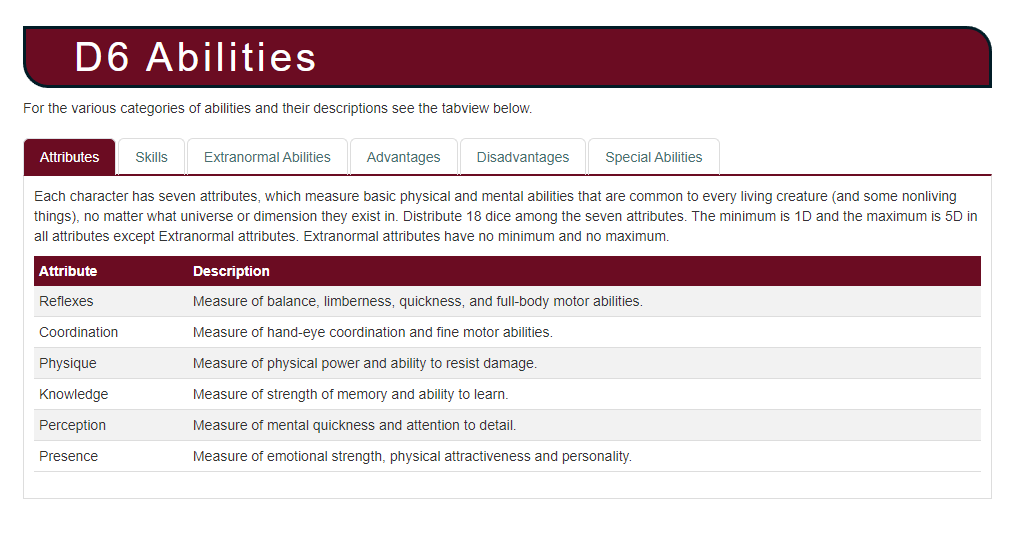 D6 Abilities
For the various categories of abilities and their descriptions see the tabview below.
Attributes Skills Extranormal Abilities Advantages Disadvantages Special Abilities
Each character has seven attributes, which measure basic physical and mental abilities that are common to every living creature (and some nonliving
things), no matter what universe or dimension they exist in. Distribute 18 dice among the seven attributes. The minimum is 1D and the maximum is 5D in
all attributes except Extranormal attributes. Extranormal attributes have no minimum and no maximum.
Attribute Description
Reflexes Measure of balance, limberness, quickness, and full-body motor abilities.
Coordination Measure of hand-eye coordination and fine motor abilities.
Physique Measure of physical power and ability to resist damage.
Knowledge Measure of strength of memory and ability to learn.
Perception Measure of mental quickness and attention to detail.
Presence Measure of emotional strength, physical attractiveness and personality.